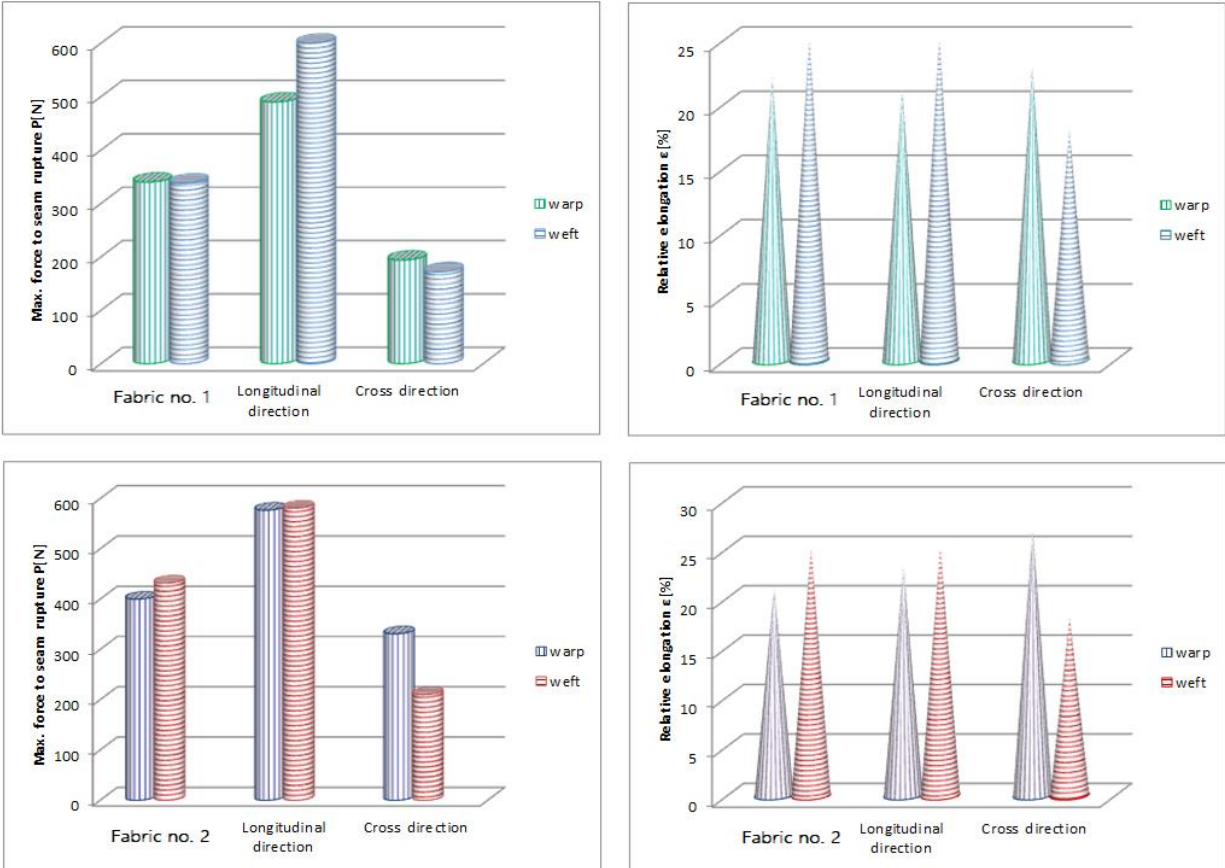 Max. force to seam rupture P[N]
600
500
400
300
200
100
0
Fabric no. 1
Longitudinal
direction
Cross direction
warp
weft
Relative elongation ε [%]
25
20
15
10
5
0
Fabric no. 1
Longitudinal
direction
Cross direction
warp
weft
Max. force to seam rupture P[N]
600
500
400
300
200
100
0
Fabric no. 2
Longitudinal
direction
Cross direction
warp
weft
Relative elongation ε [%]
30
25
20
15
10
5
0
Fabric no. 2
Longitudinal
direction
Cross direction
warp
weft